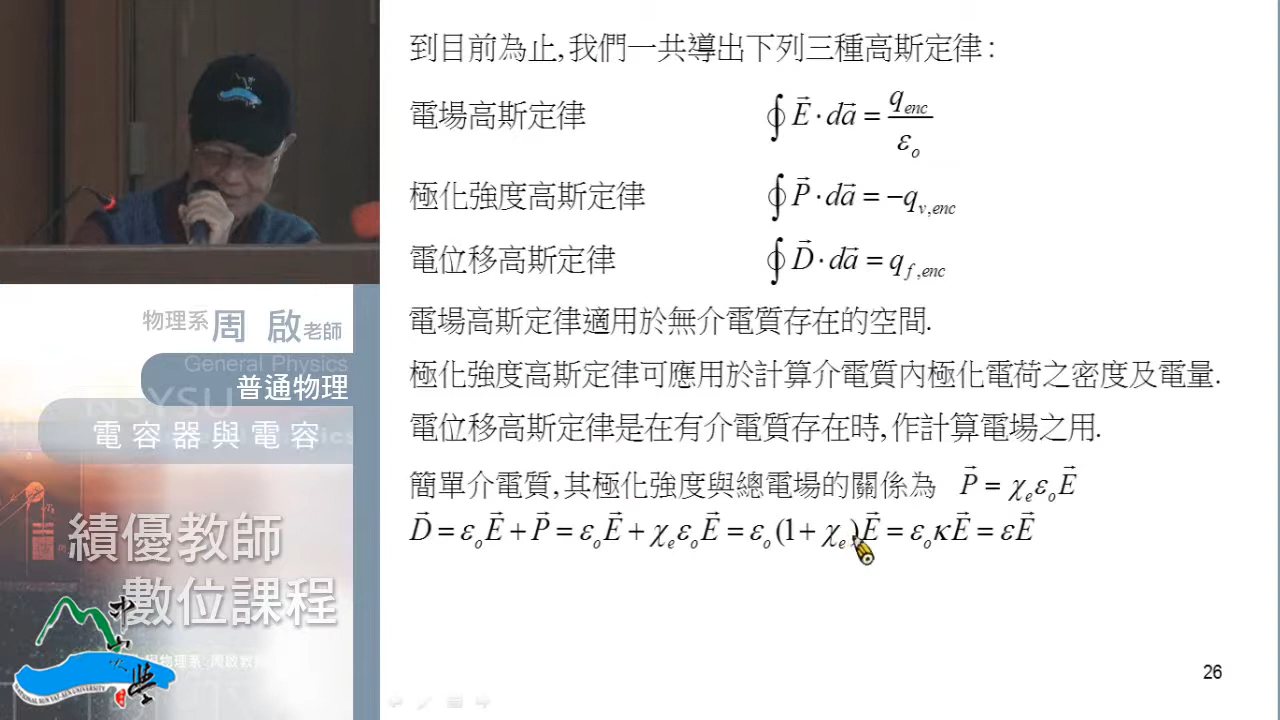 到目前為止,我們一共導出下列三種高斯定律:
電場高斯定律 ∮E⃗·da⃗ = q_enc/ε_o
極化強度高斯定律 ∮P⃗·da⃗ = −q_{v,enc}
電位移高斯定律 ∮D⃗·da⃗ = q_{f,enc}
電場高斯定律適用於無介電質存在的空間.
極化強度高斯定律可應用於計算介電質內極化電荷之密度及電量.
電位移高斯定律是在有介電質存在時,作計算電場之用.
簡單介電質,其極化強度與總電場的關係為 P⃗ = χ_e ε_o E⃗
D⃗ = ε_o E⃗ + P⃗ = ε_o E⃗ + χ_e ε_o E⃗ = ε_o (1 + χ_e) E⃗ = ε_o κ E⃗ = ε E⃗
26
物理系 周 啟 老師
General Physics
普通物理
NSYSU
電容器與電容
績優教師
數位課程
NATIONAL SUN YAT-SEN UNIVERSITY